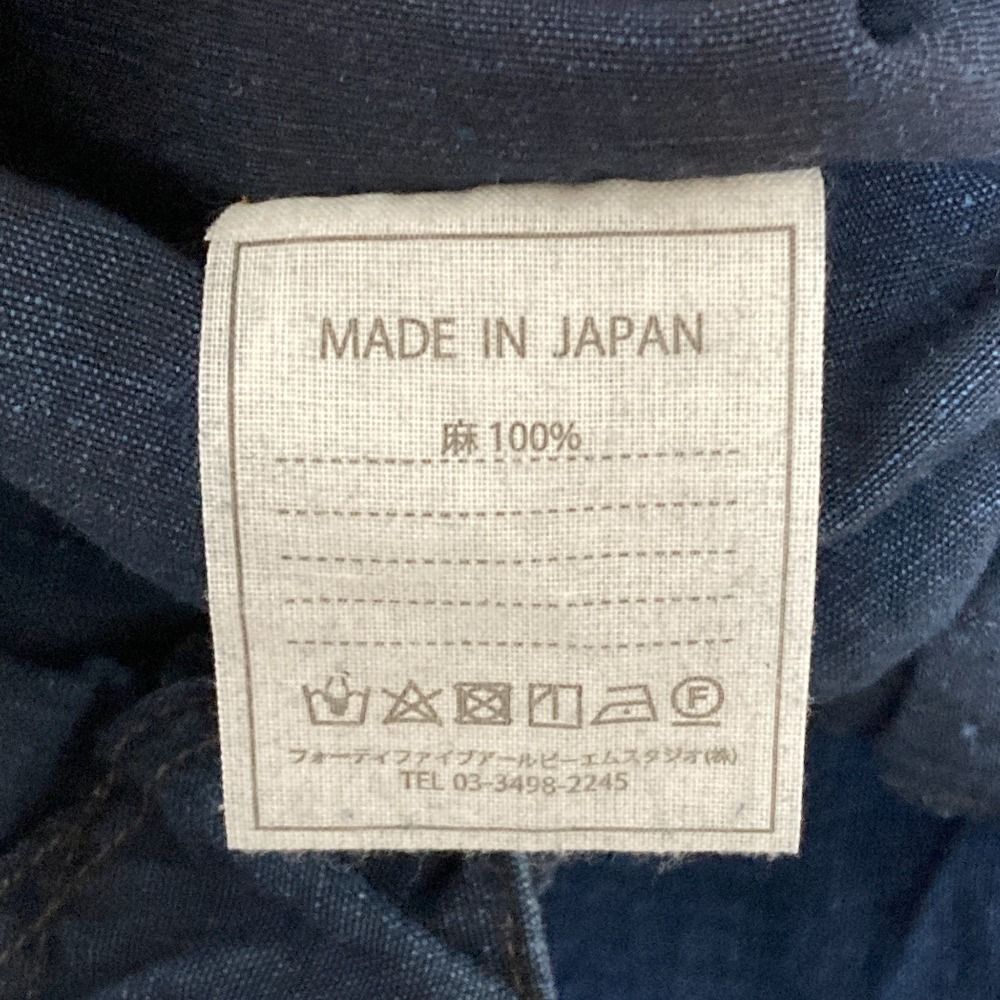 MADE IN JAPAN
麻 100%
フォーティファイブアールピーエムスタジオ(株)
TEL 03-3498-2245